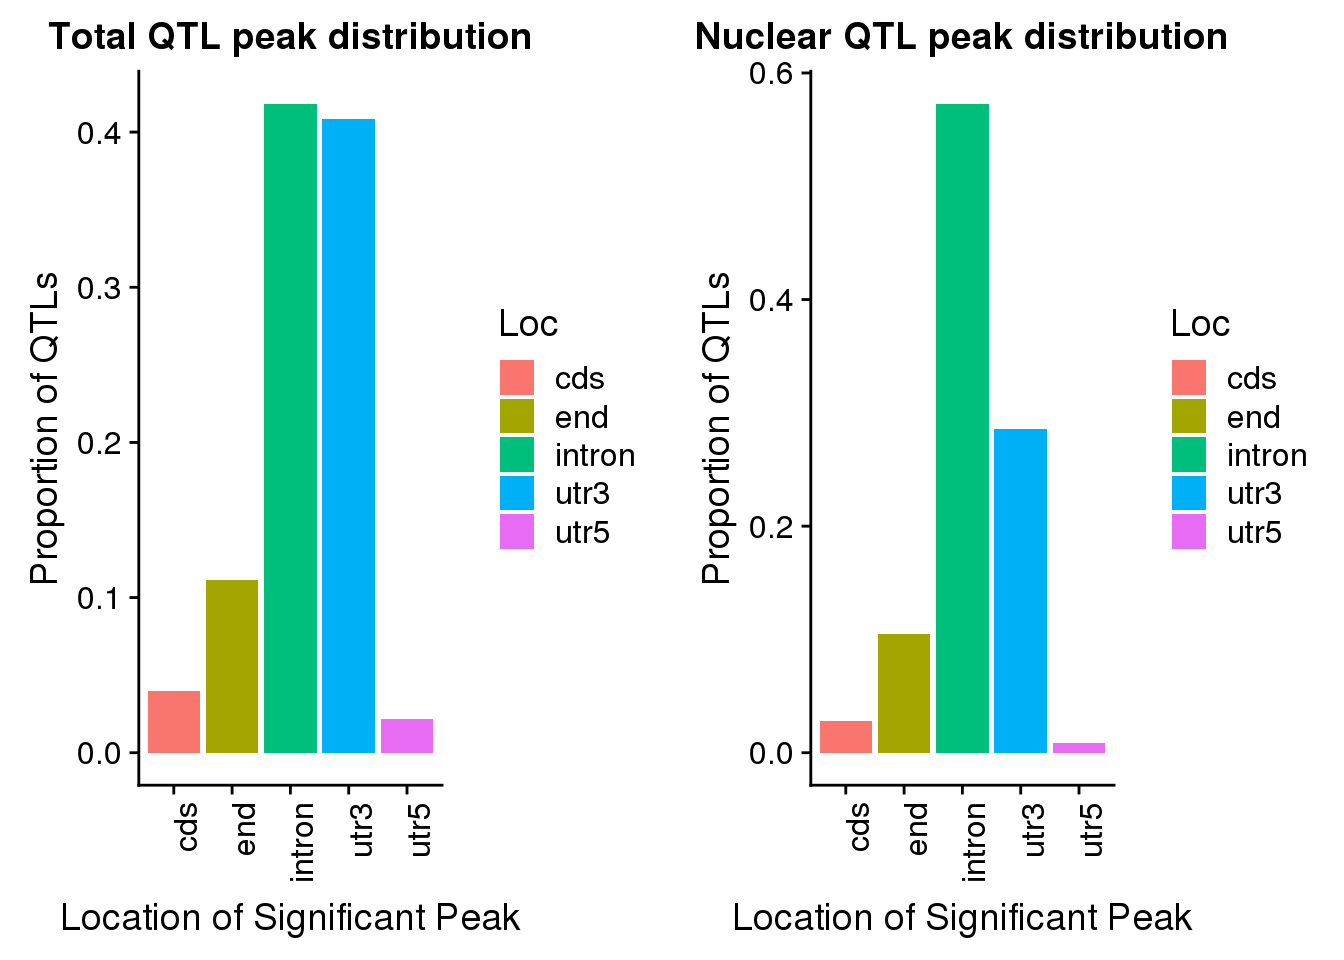 Total QTL peak distribution
Proportion of QTLs
0.4
0.3
0.2
0.1
0.0
cds
end
intron
utr3
utr5
Location of Significant Peak
Loc
cds
end
intron
utr3
utr5
Nuclear QTL peak distribution
Proportion of QTLs
0.6
0.4
0.2
0.0
cds
end
intron
utr3
utr5
Location of Significant Peak
Loc
cds
end
intron
utr3
utr5